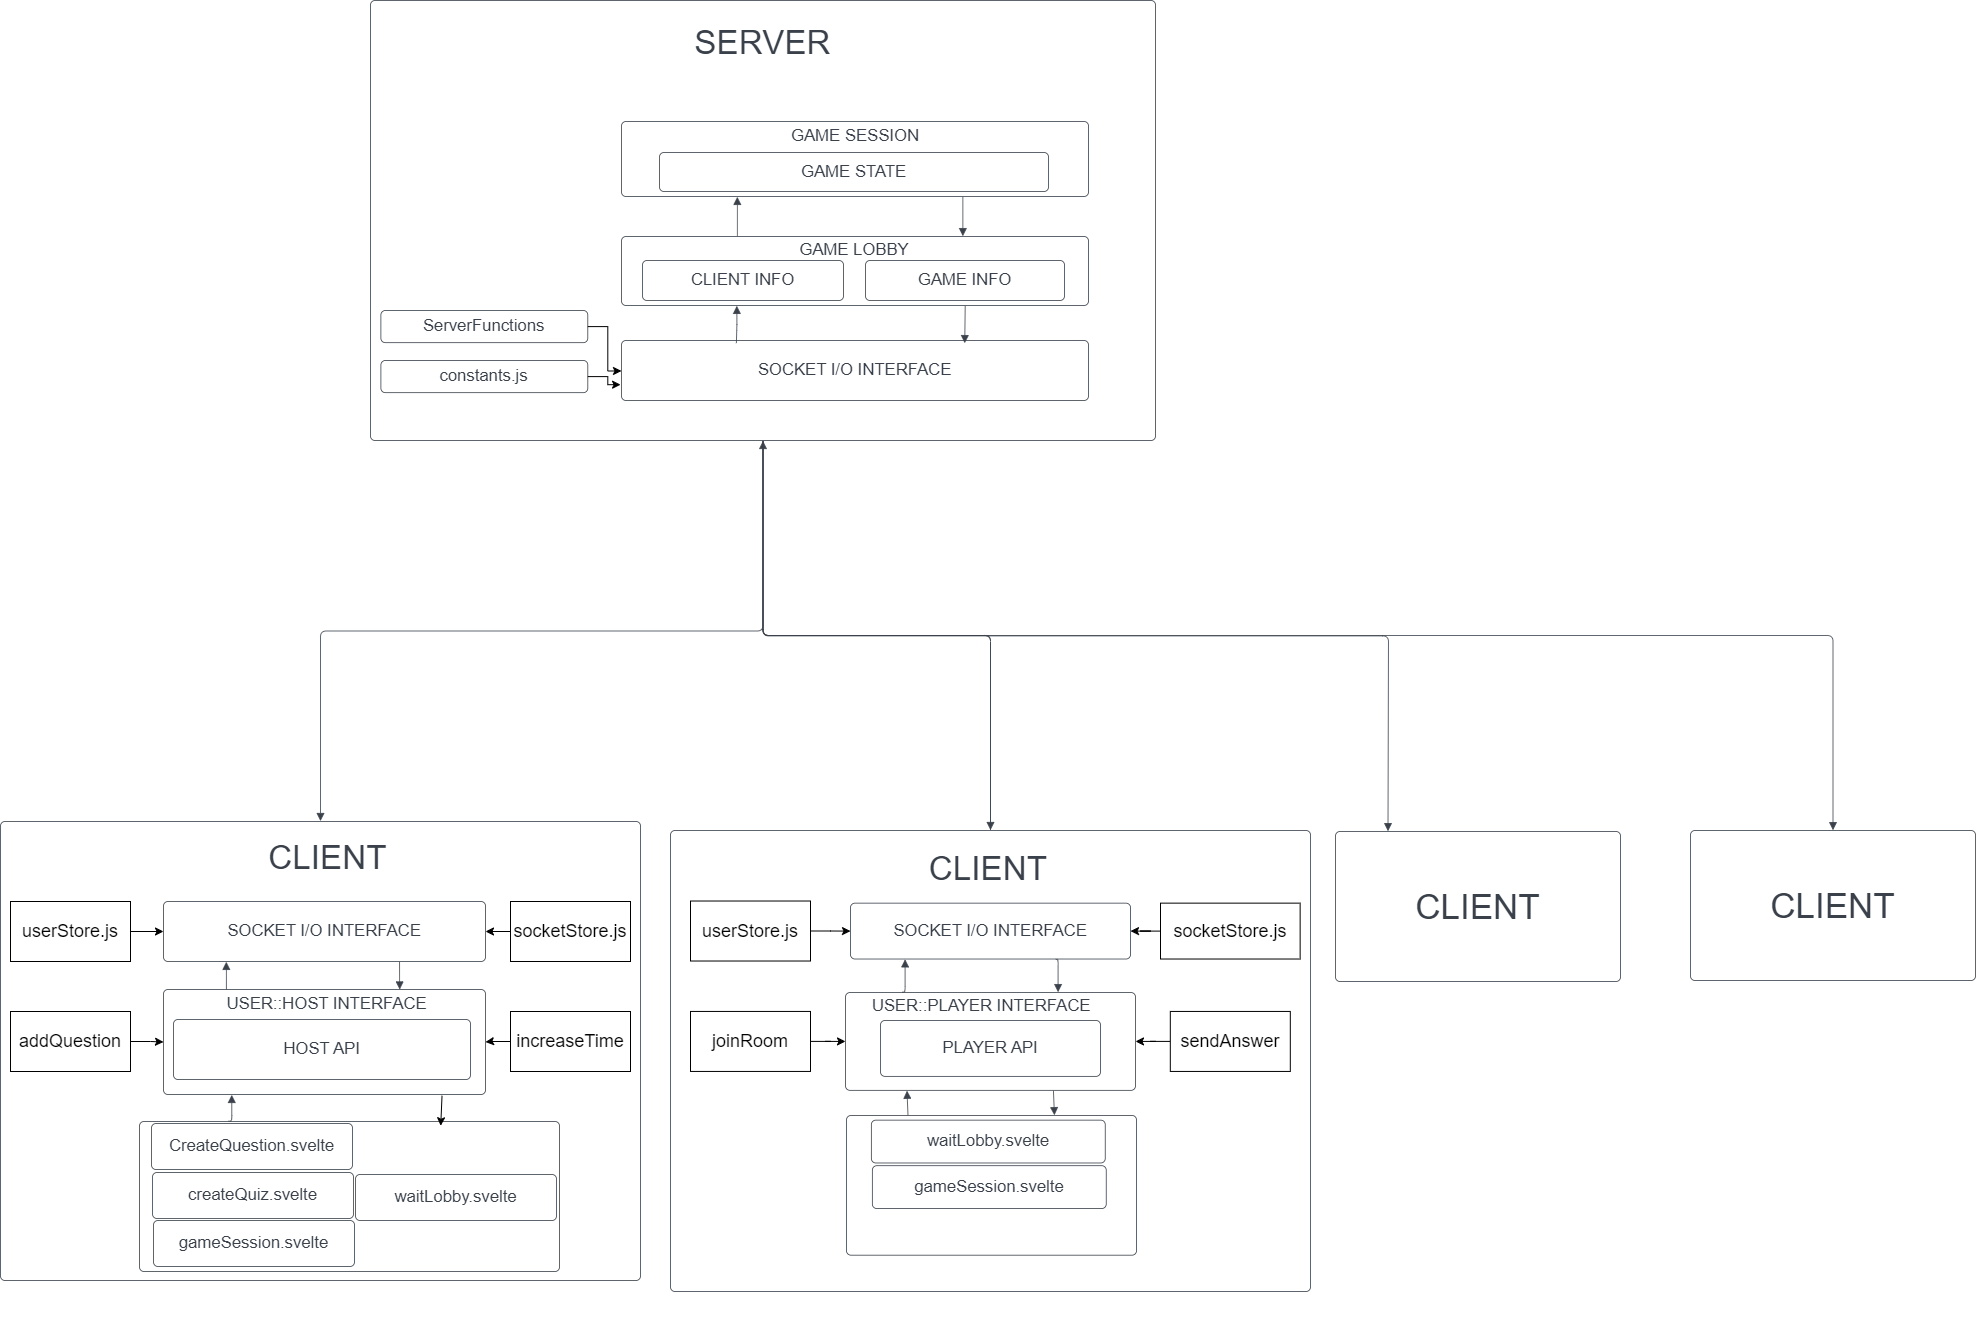 SERVER
GAME SESSION
GAME STATE
GAME LOBBY
CLIENT INFO
GAME INFO
ServerFunctions
constants.js
SOCKET I/O INTERFACE
CLIENT
userStore.js
SOCKET I/O INTERFACE
socketStore.js
USER::HOST INTERFACE
addQuestion
HOST API
increaseTime
CreateQuestion.svelte
createQuiz.svelte
waitLobby.svelte
gameSession.svelte
CLIENT
userStore.js
SOCKET I/O INTERFACE
socketStore.js
USER::PLAYER INTERFACE
joinRoom
PLAYER API
sendAnswer
waitLobby.svelte
gameSession.svelte
CLIENT
CLIENT